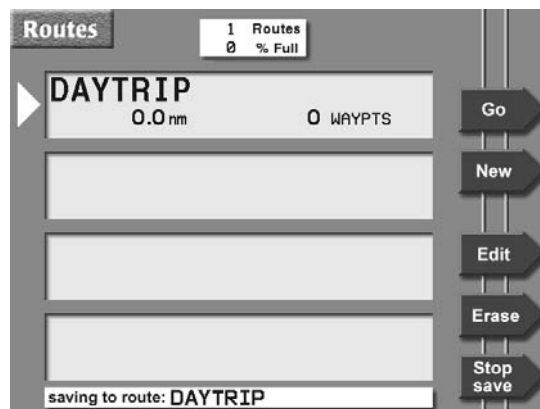 Routes
1 Routes
0 % Full
DAYTRIP
0.0 nm 0 WAYPTS
Go
New
Edit
Erase
Stop
save
saving to route: DAYTRIP